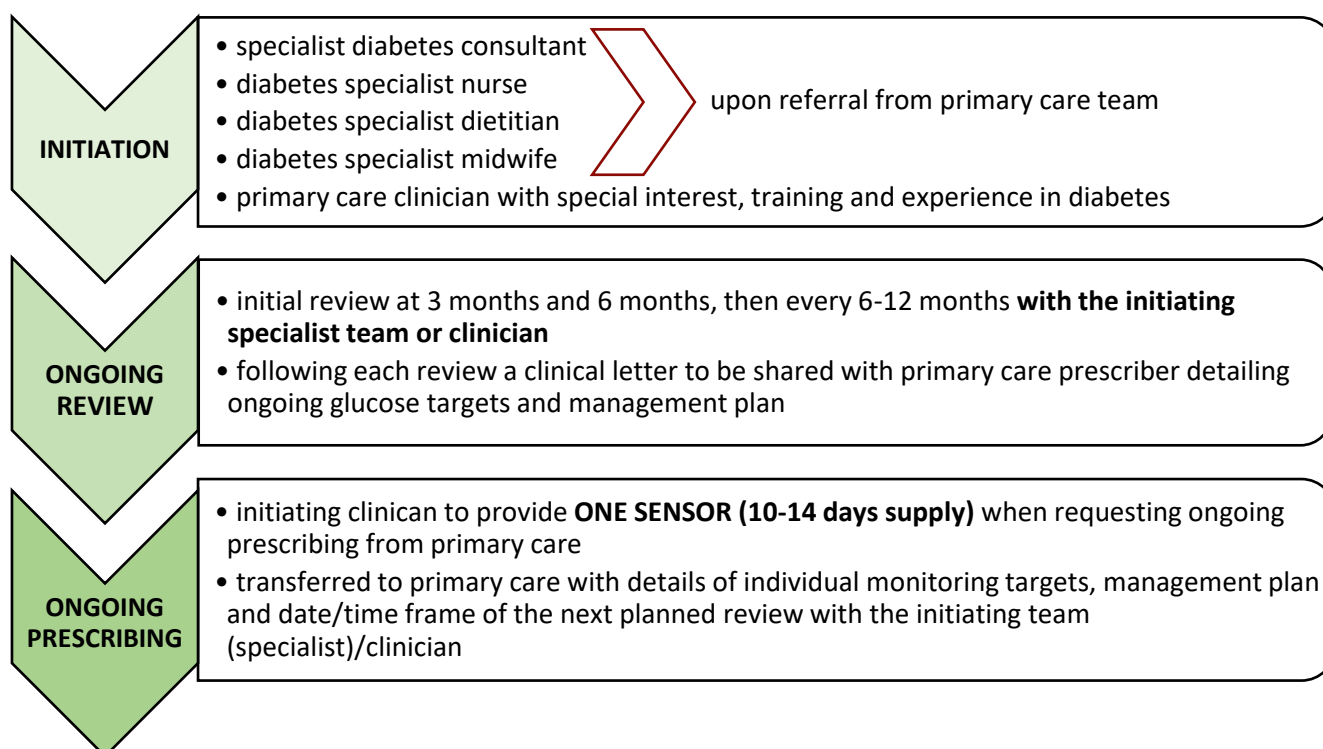 INITIATION
• specialist diabetes consultant
• diabetes specialist nurse
• diabetes specialist dietitian
• diabetes specialist midwife
upon referral from primary care team
• primary care clinician with special interest, training and experience in diabetes
ONGOING
REVIEW
• initial review at 3 months and 6 months, then every 6-12 months with the initiating
specialist team or clinician
• following each review a clinical letter to be shared with primary care prescriber detailing
ongoing glucose targets and management plan
ONGOING
PRESCRIBING
• initiating clinican to provide ONE SENSOR (10-14 days supply) when requesting ongoing
prescribing from primary care
• transferred to primary care with details of individual monitoring targets, management plan
and date/time frame of the next planned review with the initiating team
(specialist)/clinician